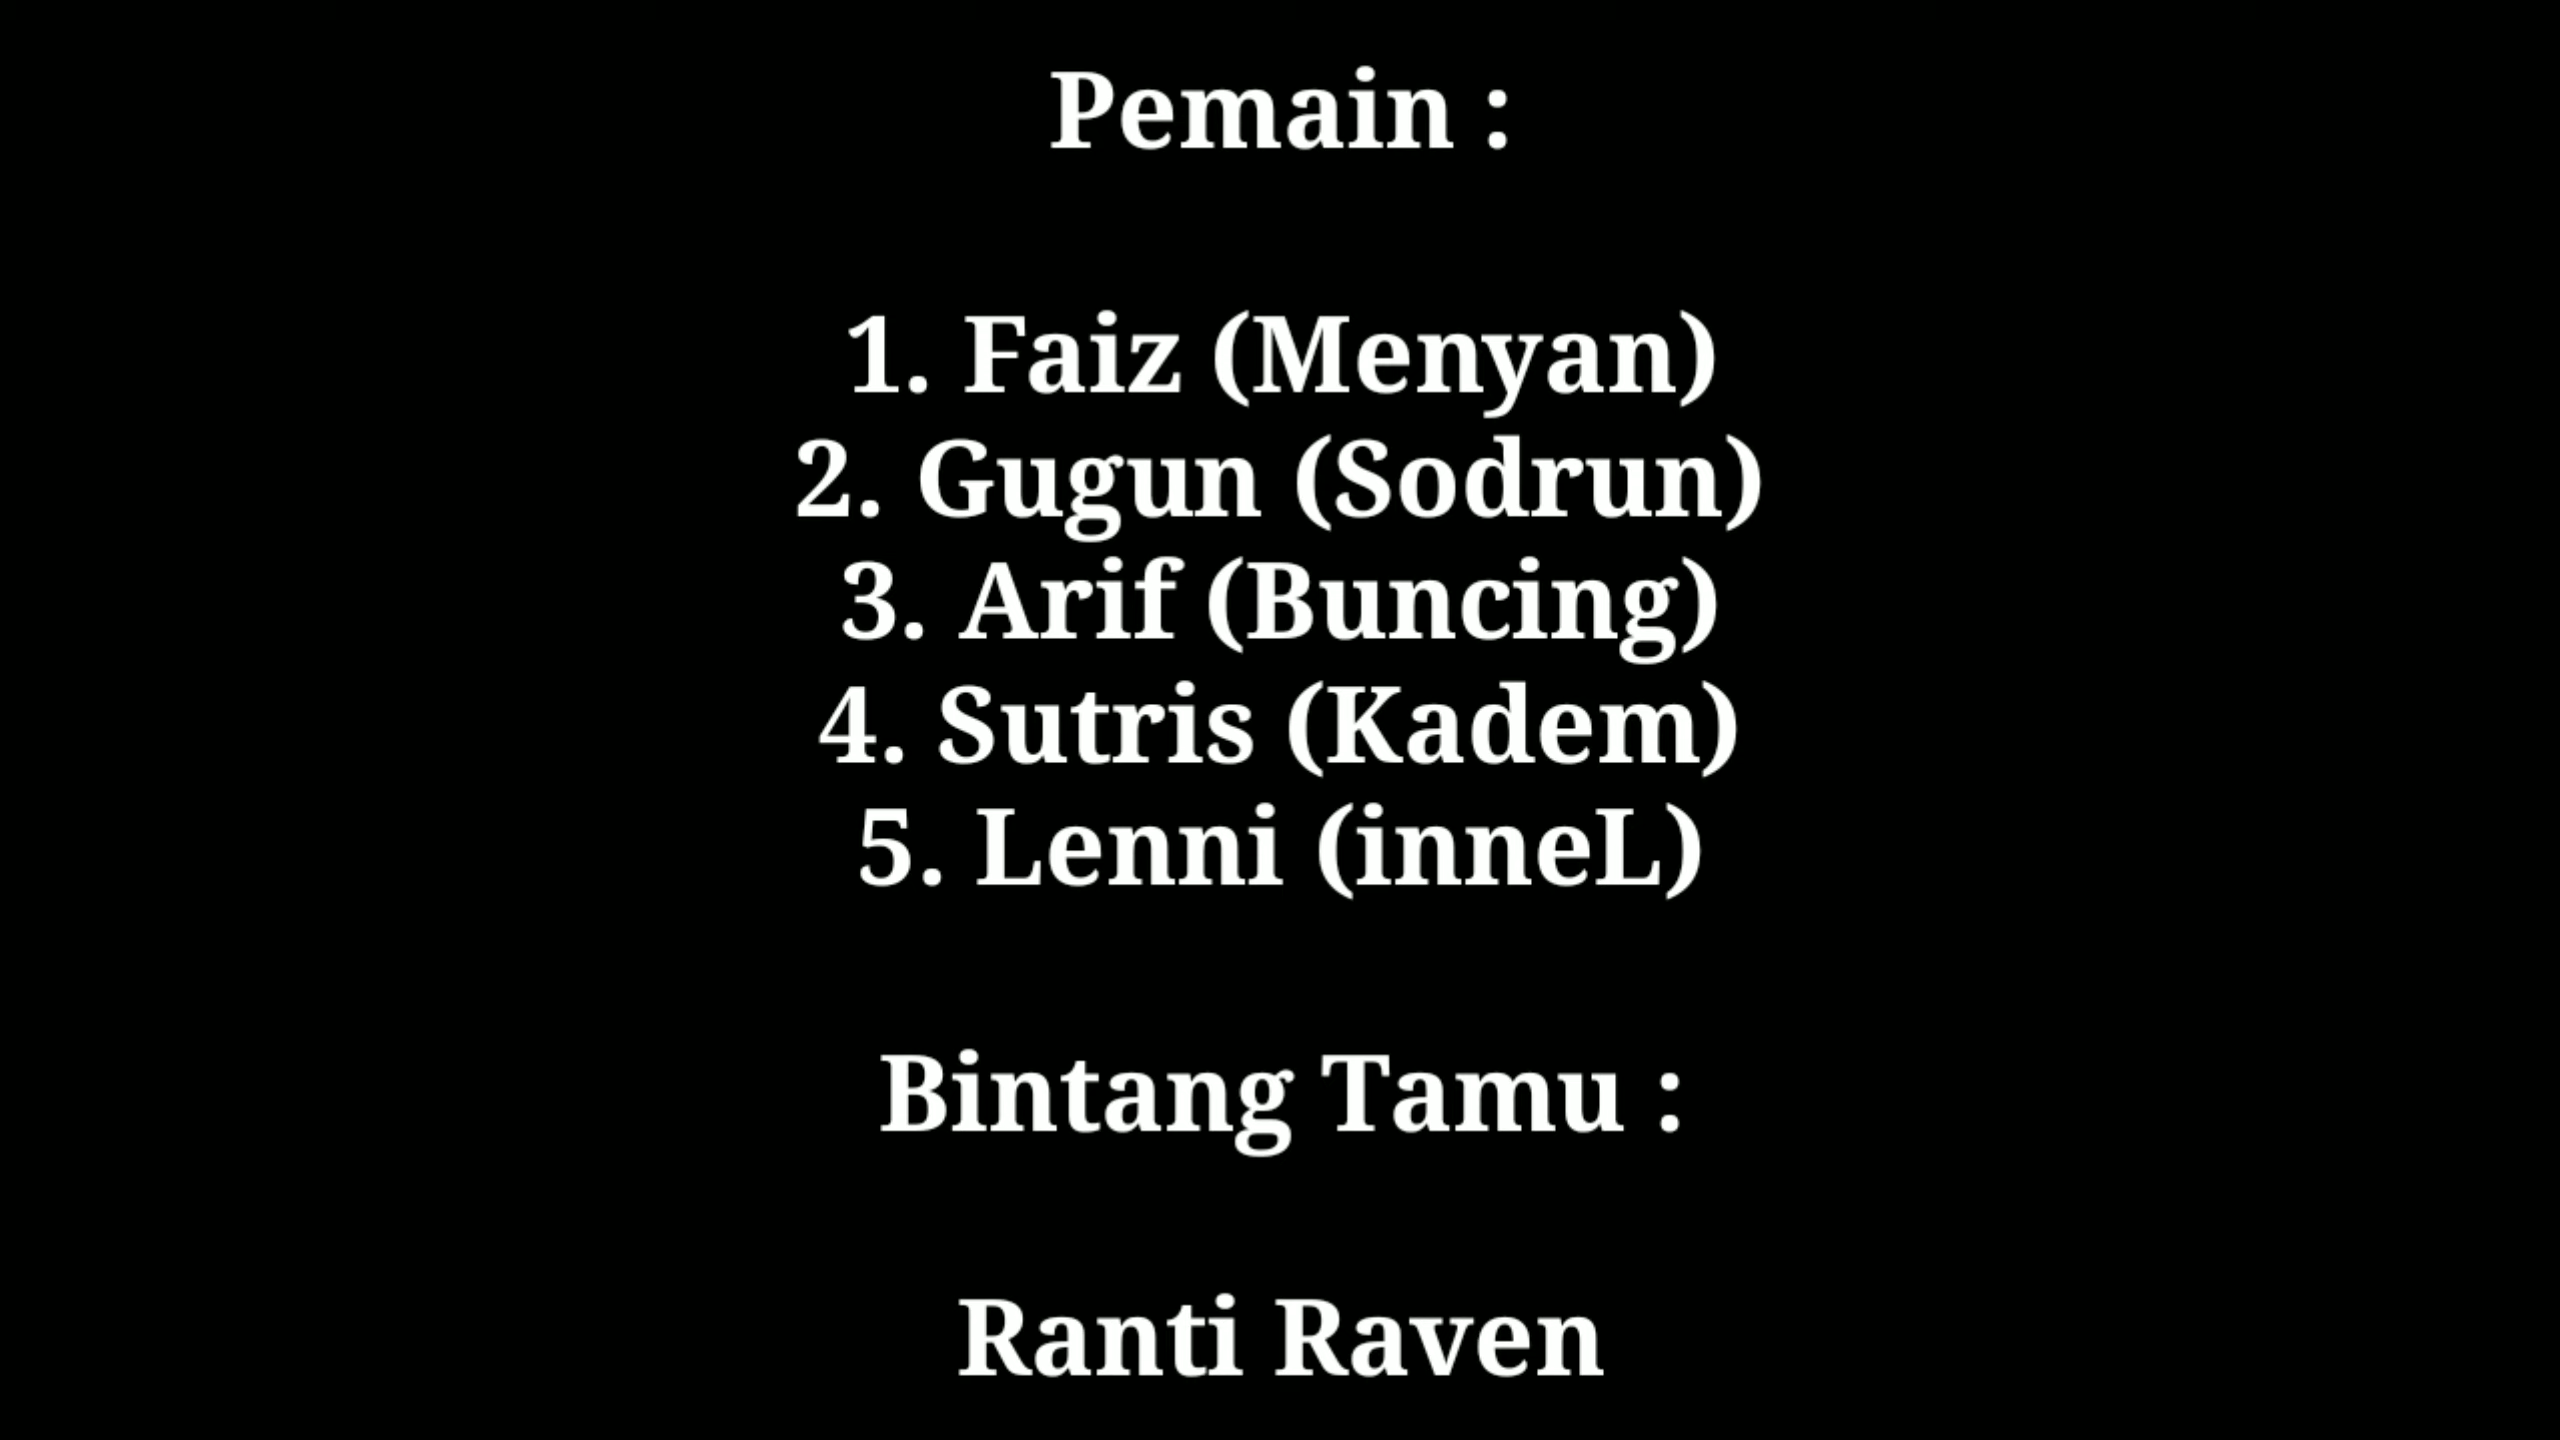 Pemain :
1. Faiz (Menyan)
2. Gugun (Sodrun)
3. Arif (Buncing)
4. Sutris (Kadem)
5. Lenni (inneL)
Bintang Tamu :
Ranti Raven